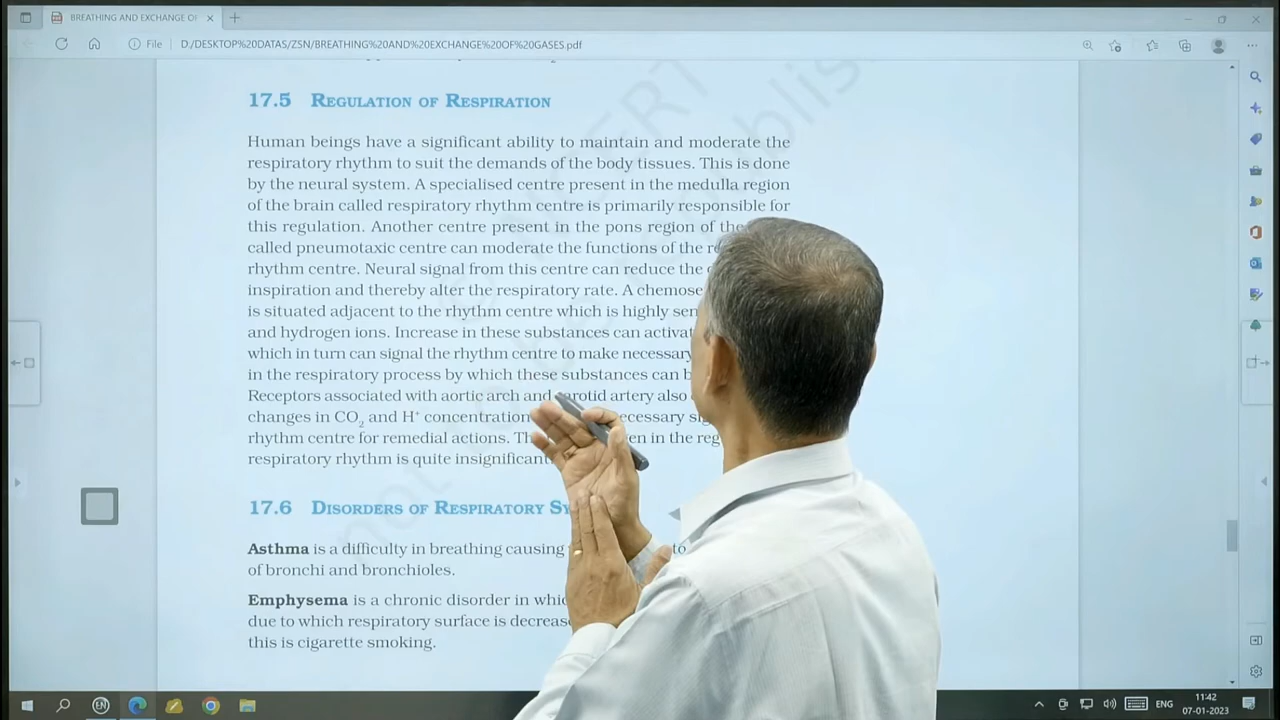 BREATHING AND EXCHANGE OF
File D:/DESKTOP%20DATAS/ZSN/BREATHING%20AND%20EXCHANGE%20OF%20GASES.pdf
17.5 REGULATION OF RESPIRATION
Human beings have a significant ability to maintain and moderate the
respiratory rhythm to suit the demands of the body tissues. This is done
by the neural system. A specialised centre present in the medulla region
of the brain called respiratory rhythm centre is primarily responsible for
this regulation. Another centre present in the pons region of the
called pneumotaxic centre can moderate the functions of the
rhythm centre. Neural signal from this centre can reduce the
inspiration and thereby alter the respiratory rate. A
is situated adjacent to the rhythm centre which is highly
and hydrogen ions. Increase in these substances can
which in turn can signal the rhythm centre to make necessary
in the respiratory process by which these substances can
Receptors associated with aortic arch and carotid artery also
changes in CO₂ and H⁺ concentration necessary
rhythm centre for remedial actions. in the
respiratory rhythm is quite insignificant
17.6 DISORDERS OF RESPIRATORY
Asthma is a difficulty in breathing causing to
of bronchi and bronchioles.
Emphysema is a chronic disorder in
due to which respiratory surface is
this is cigarette smoking.
ENG
11:42
07-01-2023